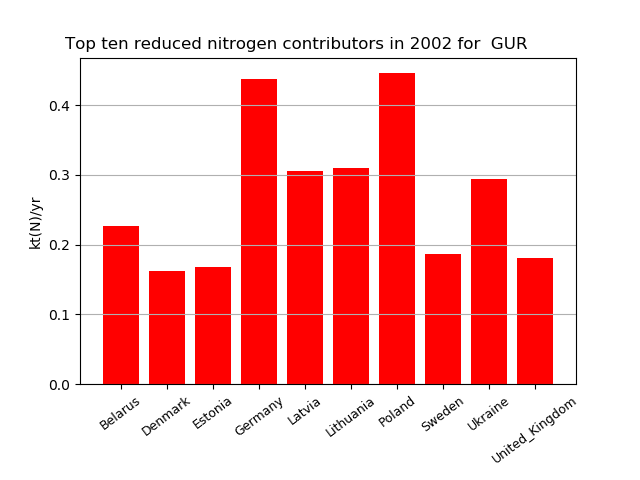 Top ten reduced nitrogen contributors in 2002 for  GUR
kt(N)/yr
0.4
0.3
0.2
0.1
0.0
Belarus
Denmark
Estonia
Germany
Latvia
Lithuania
Poland
Sweden
Ukraine
United_Kingdom